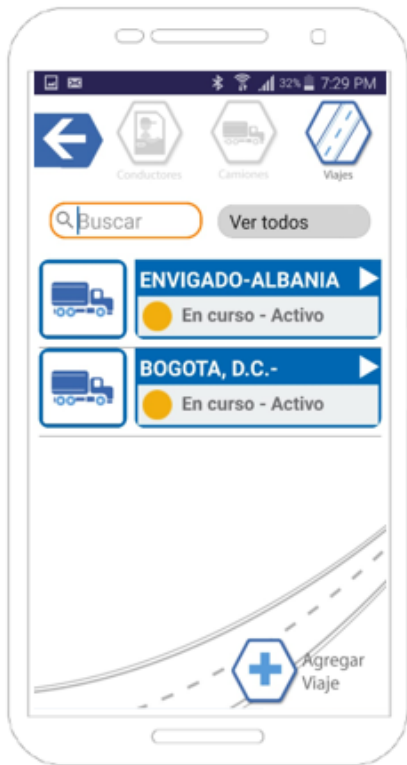 32% 7:29 PM
Conductores
Camiones
Viajes
Buscar
Ver todos
ENVIGADO-ALBANIA
En curso - Activo
BOGOTA, D.C.-
En curso - Activo
Agregar
Viaje